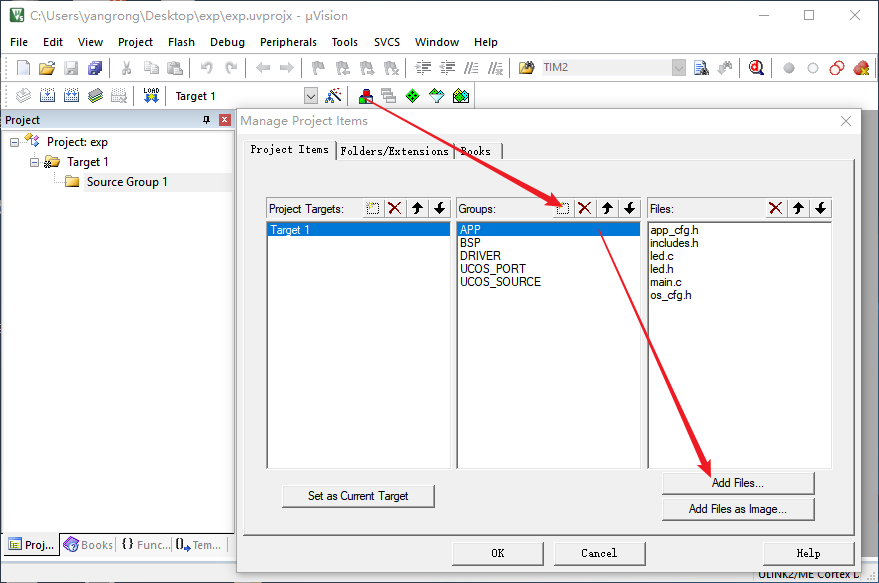 C:\Users\yangrong\Desktop\exp\exp.uvprojx - µVision
File Edit View Project Flash Debug Peripherals Tools SVCS Window Help
TIM2
LOAD Target 1
Project
Project: exp
Target 1
Source Group 1
Manage Project Items
Project Items Folders/Extensions Books
Project Targets: Groups: Files:
Target 1
APP
BSP
DRIVER
UCOS_PORT
UCOS_SOURCE
app_cfg.h
includes.h
led.c
led.h
main.c
os_cfg.h
Set as Current Target
Add Files...
Add Files as Image...
OK Cancel Help
Proj... Books {} Func... Tem...
ULINK2/ME Cortex D